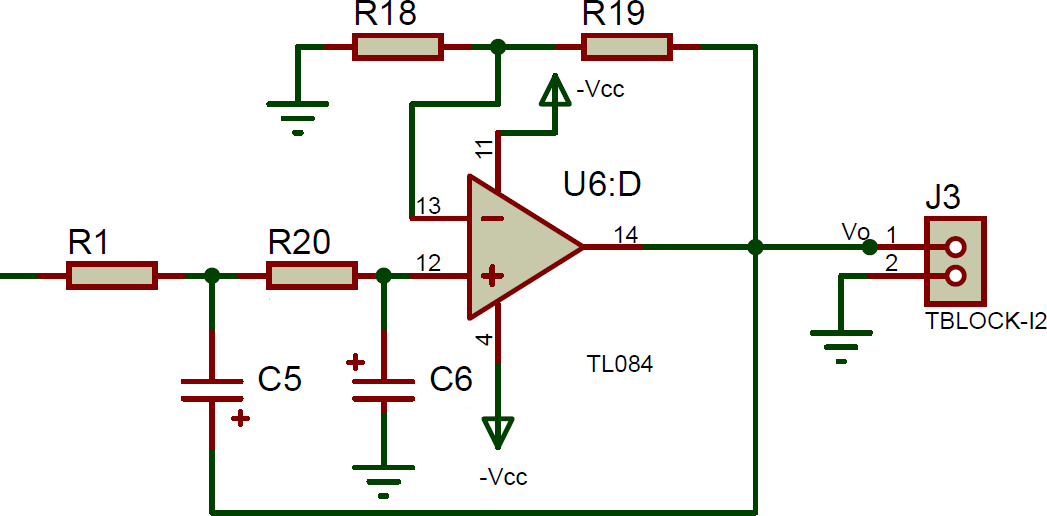 R18
R19
-Vcc
11
U6:D
13
J3
R1
R20
14
Vo
1
12
2
4
TBLOCK-I2
TL084
C5
C6
-Vcc